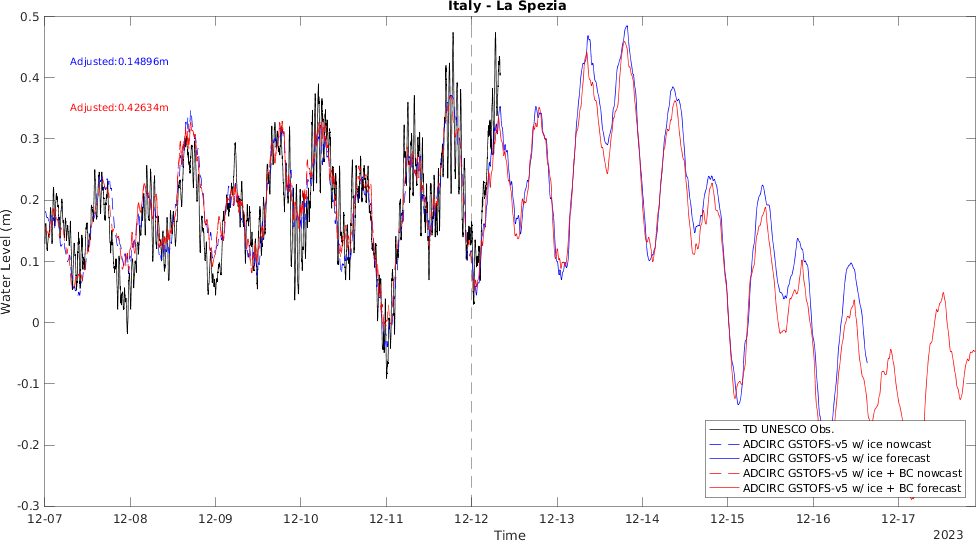 Italy - La Spezia
Adjusted:0.14896m
Adjusted:0.42634m
Water Level (m)
0.5
0.4
0.3
0.2
0.1
0
-0.1
-0.2
-0.3
TD UNESCO Obs.
ADCIRC GSTOFS-v5 w/ ice nowcast
ADCIRC GSTOFS-v5 w/ ice forecast
ADCIRC GSTOFS-v5 w/ ice + BC nowcast
ADCIRC GSTOFS-v5 w/ ice + BC forecast
12-07 12-08 12-09 12-10 12-11 12-12 12-13 12-14 12-15 12-16 12-17
Time
2023